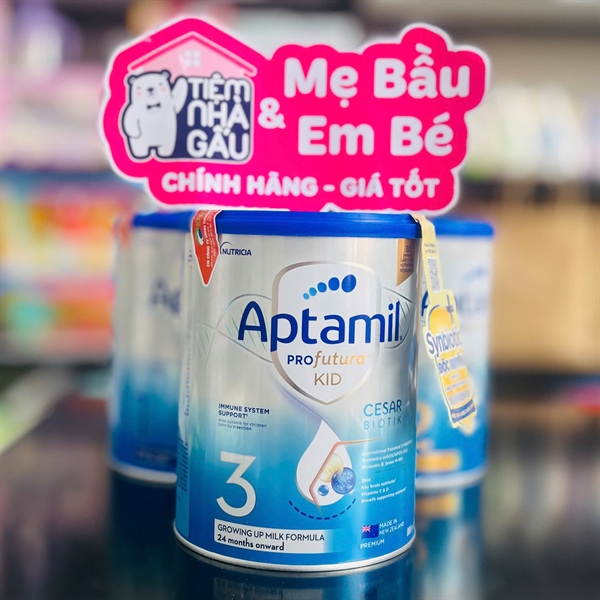 TIỆM
NHÀ
GẤU
&
Mẹ Bầu
Em Bé
CHÍNH HÃNG - GIÁ TỐT
NUTRICIA
Aptamil
PROfutura
KID
CESAR
BIOTIK
IMMUNE SYSTEM
SUPPORT
Synbiotic
3
GROWING UP MILK FORMULA
24 months onward
MADE IN
NEW ZEALAND
PREMIUM